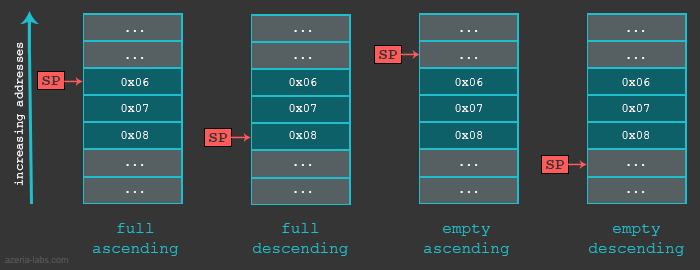 increasing addresses
...
...
SP
0x06
0x07
0x08
...
...
full
ascending
...
...
0x06
0x07
SP
0x08
...
...
full
descending
...
SP
...
0x06
0x07
0x08
...
...
empty
ascending
...
...
0x06
0x07
0x08
SP
...
...
empty
descending
azeria-labs.com